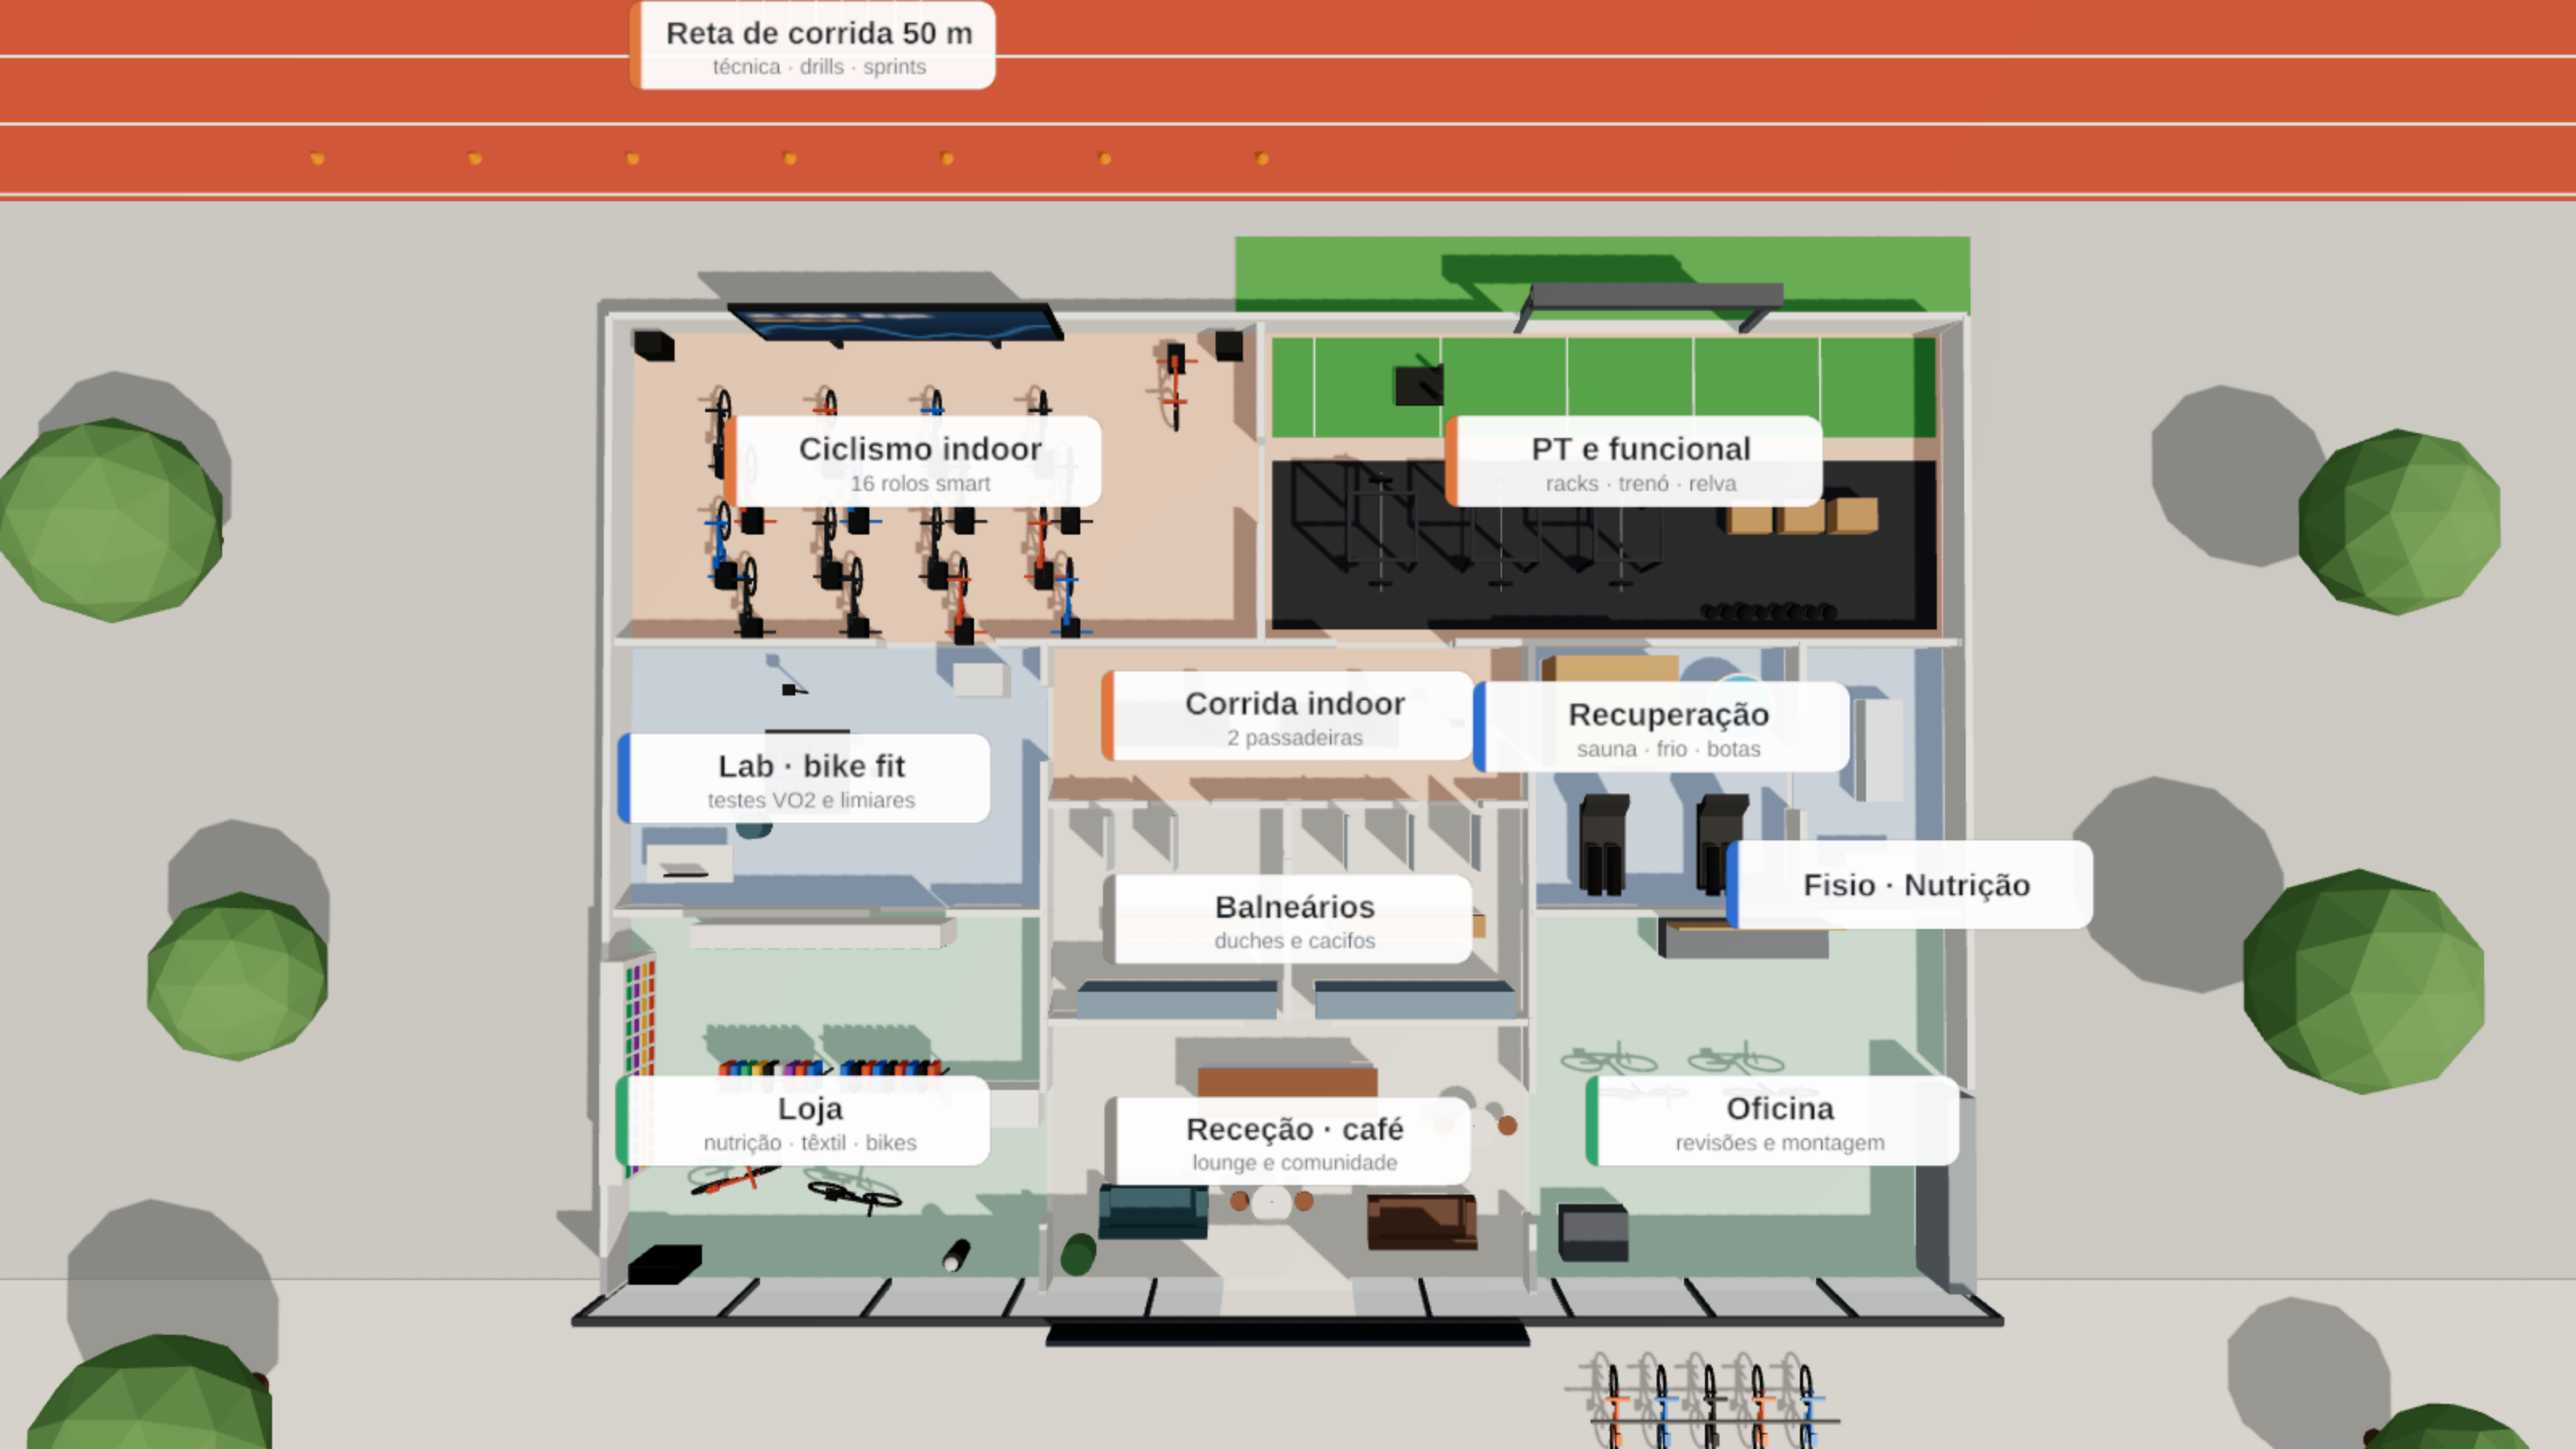 Reta de corrida 50 m
técnica · drills · sprints
Ciclismo indoor
16 rolos smart
PT e funcional
racks · trenó · relva
Corrida indoor
2 passadeiras
Recuperação
sauna · frio · botas
Lab · bike fit
testes VO2 e limiares
Fisio · Nutrição
Balneários
duches e cacifos
Loja
nutrição · têxtil · bikes
Receção · café
lounge e comunidade
Oficina
revisões e montagem